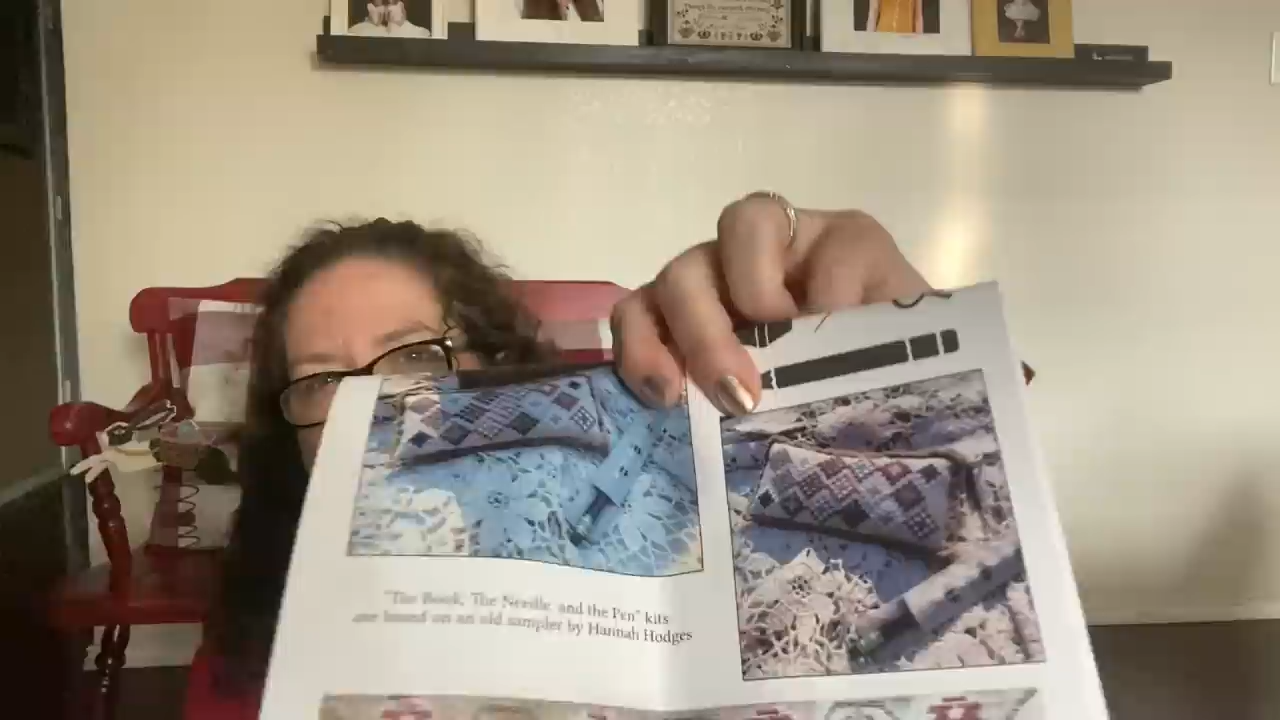 "The Book, The Needle and the Pen" kits
are based on an old sampler by Hannah Hodges